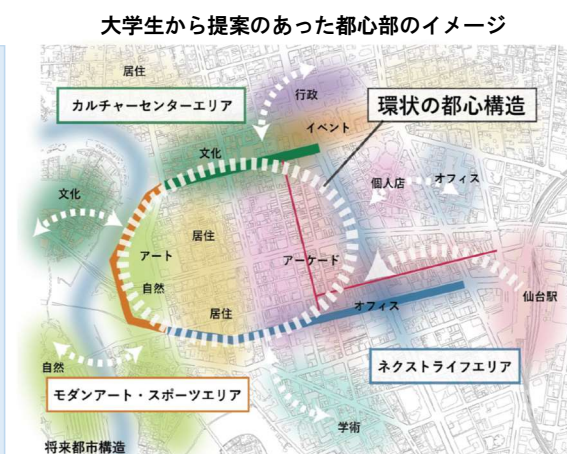 大学生から提案のあった都心部のイメージ
居住
カルチャーセンターエリア
行政
環状の都心構造
イベント
文化
個人店
オフィス
文化
居住
アート
アーケード
自然
仙台駅
居住
オフィス
自然
ネクストライフエリア
モダンアート・スポーツエリア
学術
将来都市構造